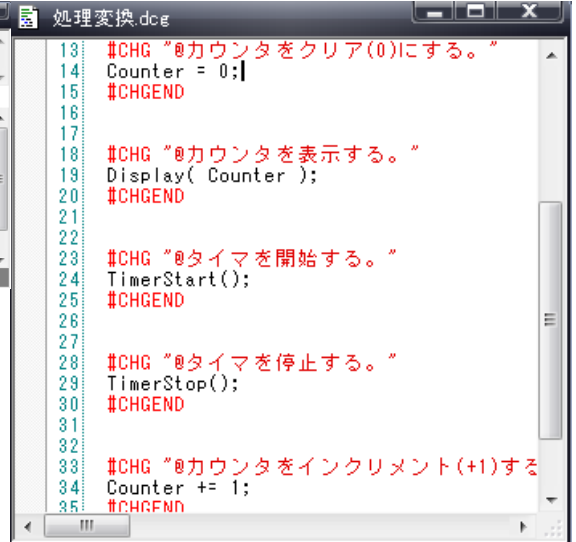 処理変換.dcg
13 #CHG "@カウンタをクリア(0)にする。"
14 Counter = 0;
15 #CHGEND
16
17
18 #CHG "@カウンタを表示する。"
19 Display( Counter );
20 #CHGEND
21
22
23 #CHG "@タイマを開始する。"
24 TimerStart();
25 #CHGEND
26
27
28 #CHG "@タイマを停止する。"
29 TimerStop();
30 #CHGEND
31
32
33 #CHG "@カウンタをインクリメント(+1)する
34 Counter += 1;
35 #CHGEND